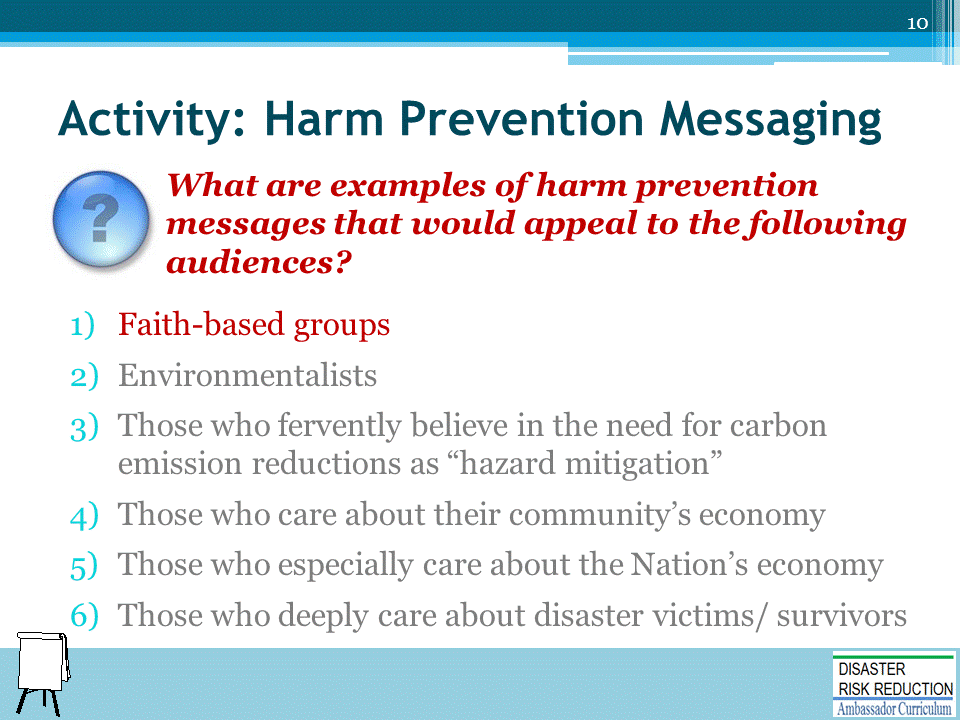 10
Activity: Harm Prevention Messaging
?
What are examples of harm prevention
messages that would appeal to the following
audiences?
1) Faith-based groups
2) Environmentalists
3) Those who fervently believe in the need for carbon
emission reductions as “hazard mitigation”
4) Those who care about their community’s economy
5) Those who especially care about the Nation’s economy
6) Those who deeply care about disaster victims/ survivors
DISASTER
RISK REDUCTION
Ambassador Curriculum